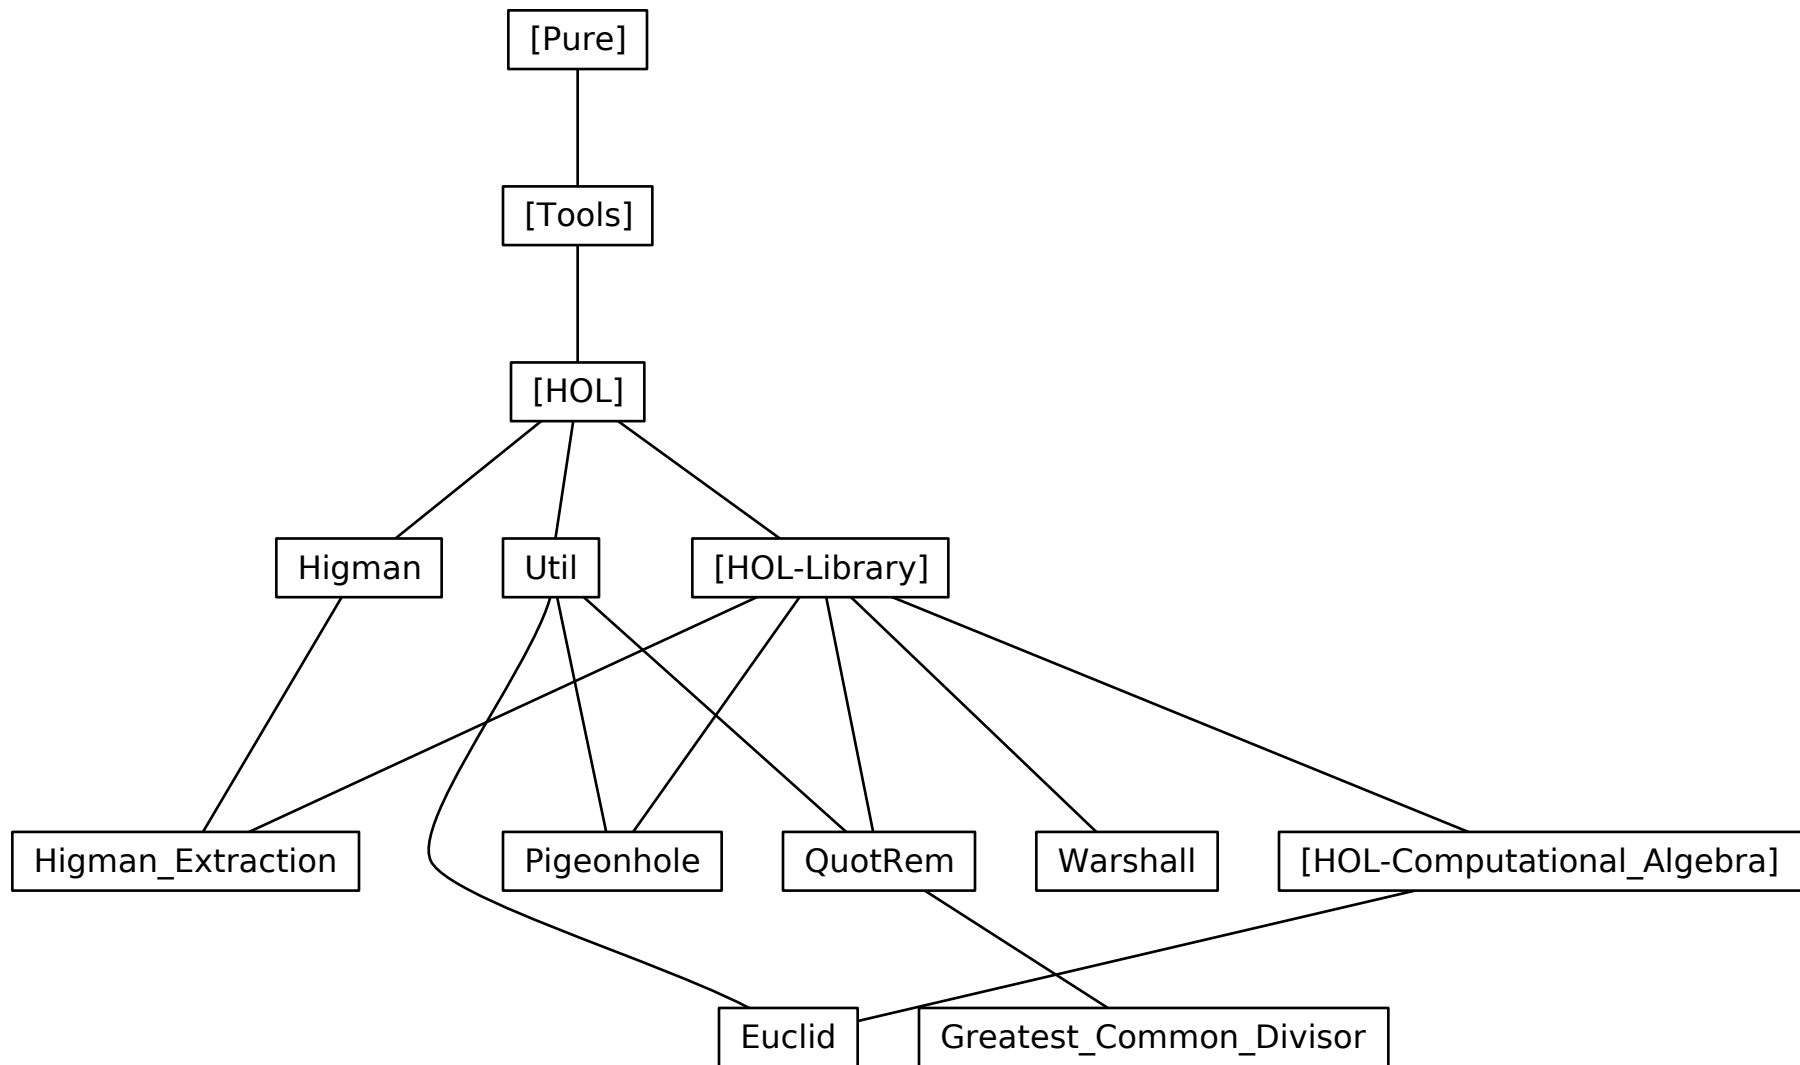 [Pure]
[Tools]
[HOL]
Higman
Util
[HOL-Library]
Higman_Extraction
Pigeonhole
QuotRem
Warshall
[HOL-Computational_Algebra]
Euclid
Greatest_Common_Divisor